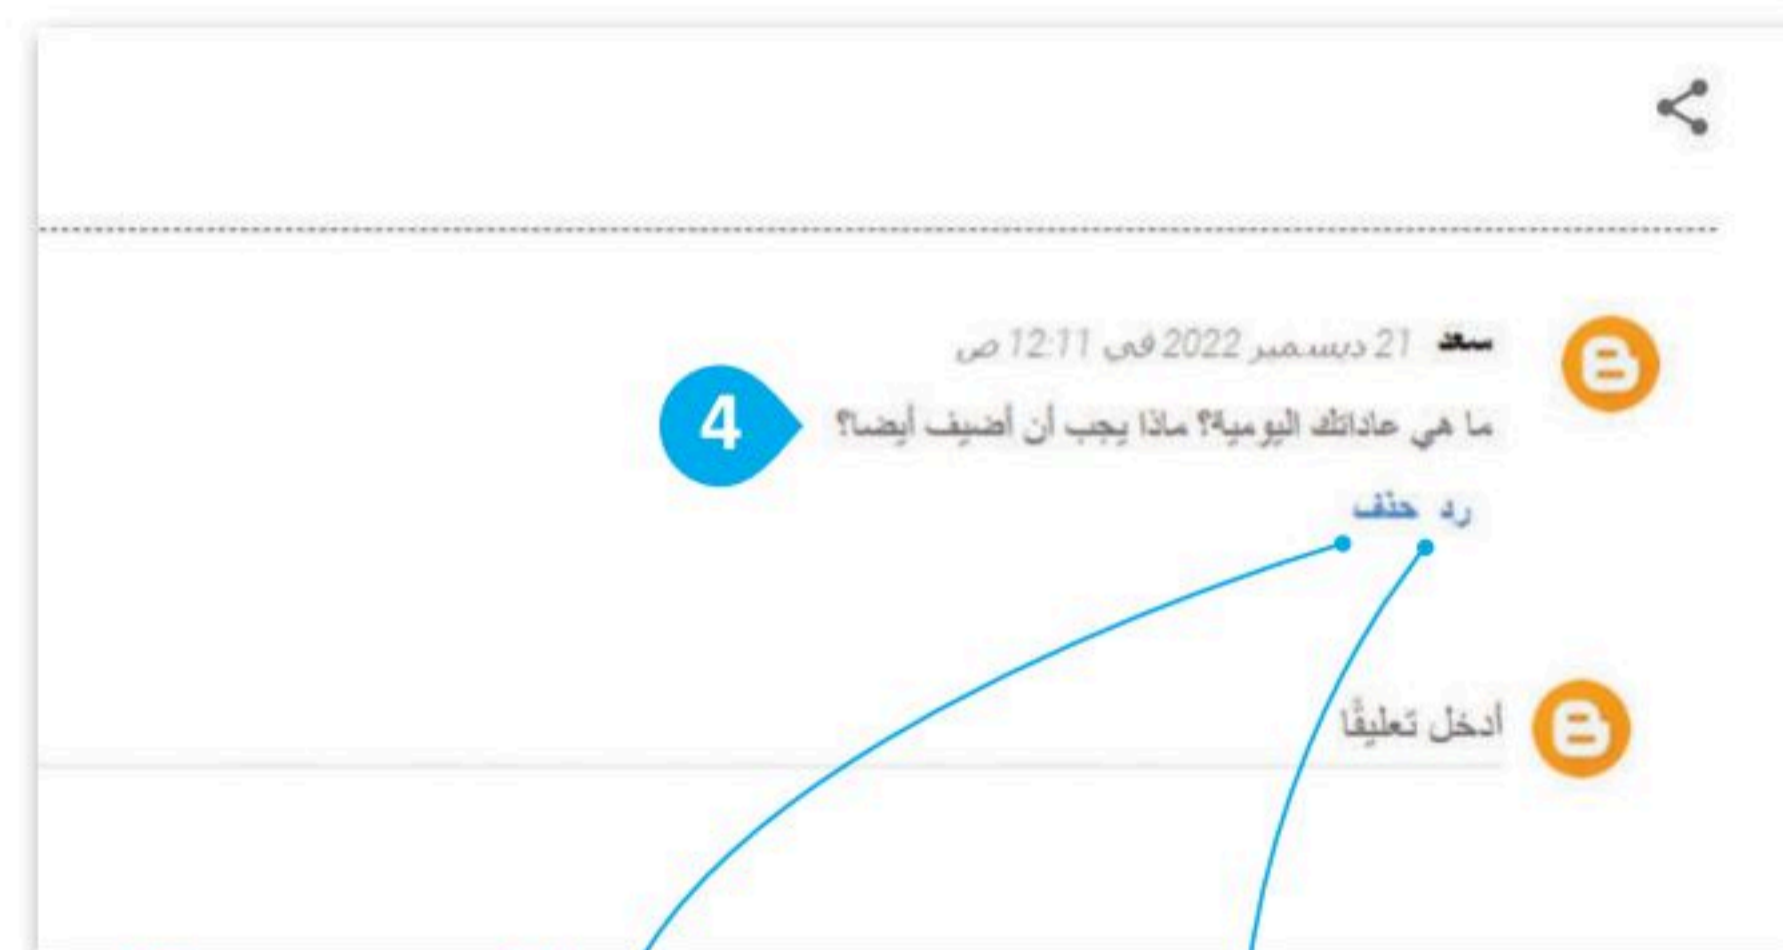 سعد 21 ديسمبر 2022 في 12:11 ص
ما هي عاداتك اليومية؟ ماذا يجب أن أضيف أيضا؟
4
رد حذف
أدخل تعليقًا